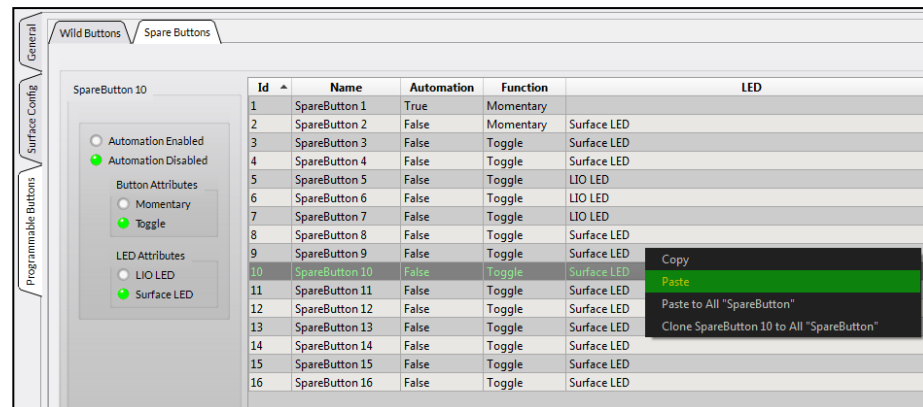 General
Surface Config
Programmable Buttons
Wild Buttons
Spare Buttons
SpareButton 10
Automation Enabled
Automation Disabled
Button Attributes
Momentary
Toggle
LED Attributes
LIO LED
Surface LED
Id Name Automation Function LED
1 SpareButton 1 True Momentary
2 SpareButton 2 False Momentary Surface LED
3 SpareButton 3 False Toggle Surface LED
4 SpareButton 4 False Toggle Surface LED
5 SpareButton 5 False Toggle LIO LED
6 SpareButton 6 False Toggle LIO LED
7 SpareButton 7 False Toggle LIO LED
8 SpareButton 8 False Toggle Surface LED
9 SpareButton 9 False Toggle Surface LED
10 SpareButton 10 False Toggle Surface LED
11 SpareButton 11 False Toggle Surface LED
12 SpareButton 12 False Toggle Surface LED
13 SpareButton 13 False Toggle Surface LED
14 SpareButton 14 False Toggle Surface LED
15 SpareButton 15 False Toggle Surface LED
16 SpareButton 16 False Toggle Surface LED
Copy
Paste
Paste to All "SpareButton"
Clone SpareButton 10 to All "SpareButton"